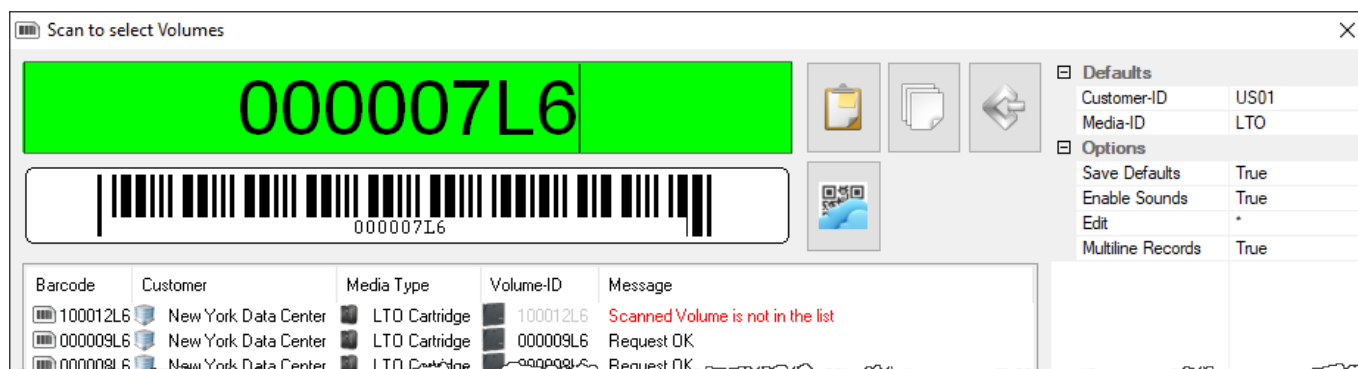 Scan to select Volumes
000007L6
000007L6
Defaults
Customer-ID US01
Media-ID LTO
Options
Save Defaults True
Enable Sounds True
Edit *
Multiline Records True
Barcode Customer Media Type Volume-ID Message
100012L6 New York Data Center LTO Cartridge 100012L6 Scanned Volume is not in the list
000009L6 New York Data Center LTO Cartridge 000009L6 Request OK
000008L6 New York Data Center LTO Cartridge 000008L6 Request OK